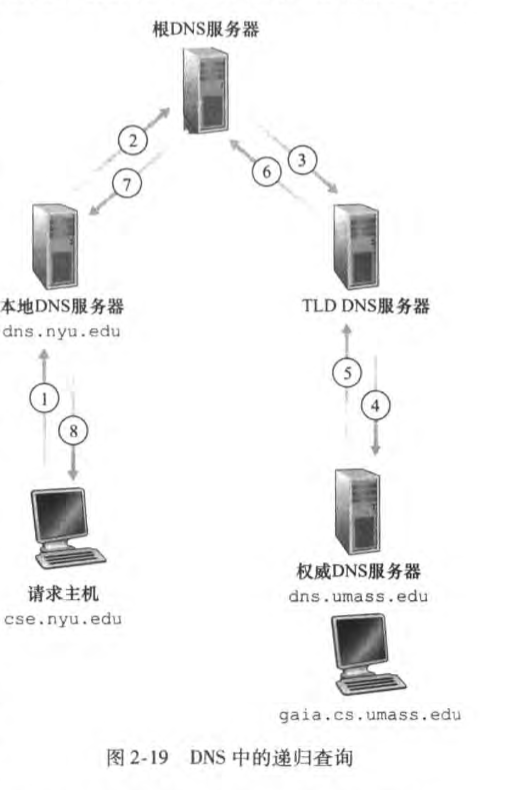 根DNS服务器
2
3
7
6
本地DNS服务器
dns.nyu.edu
TLD DNS服务器
1
8
5
4
请求主机
cse.nyu.edu
权威DNS服务器
dns.umass.edu
gaia.cs.umass.edu
图 2-19 DNS 中的递归查询